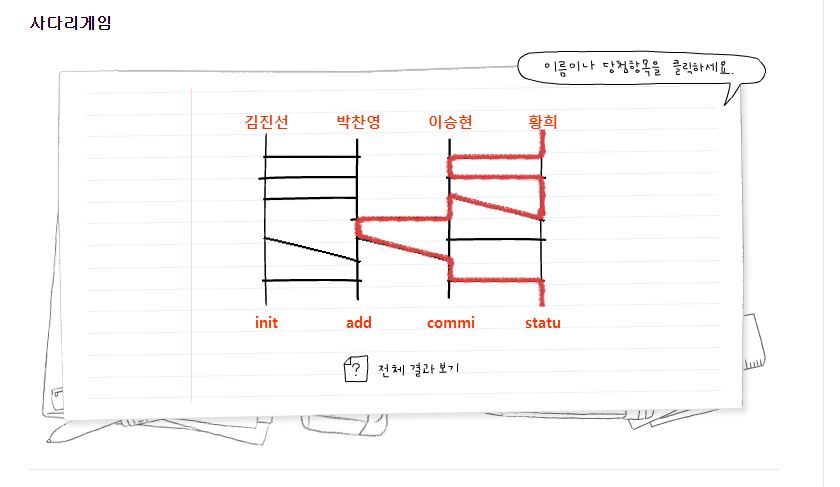 사다리게임
이름이나 당첨항목을 클릭하세요.
김진선 박찬영 이승현 황희
init add commi statu
? 전체 결과 보기